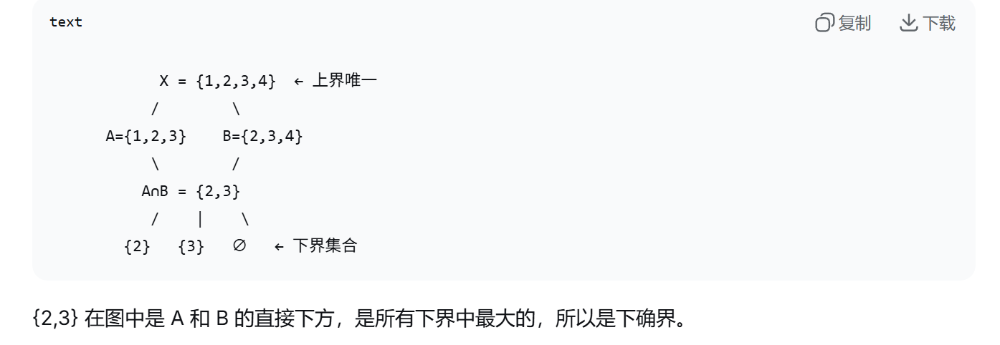 text 复制 下载
X = {1,2,3,4} ← 上界唯一
/ \
A={1,2,3} B={2,3,4}
\ /
A∩B = {2,3}
/ | \
{2} {3} ∅ ← 下界集合
{2,3} 在图中是 A 和 B 的直接下方，是所有下界中最大的，所以是下确界。